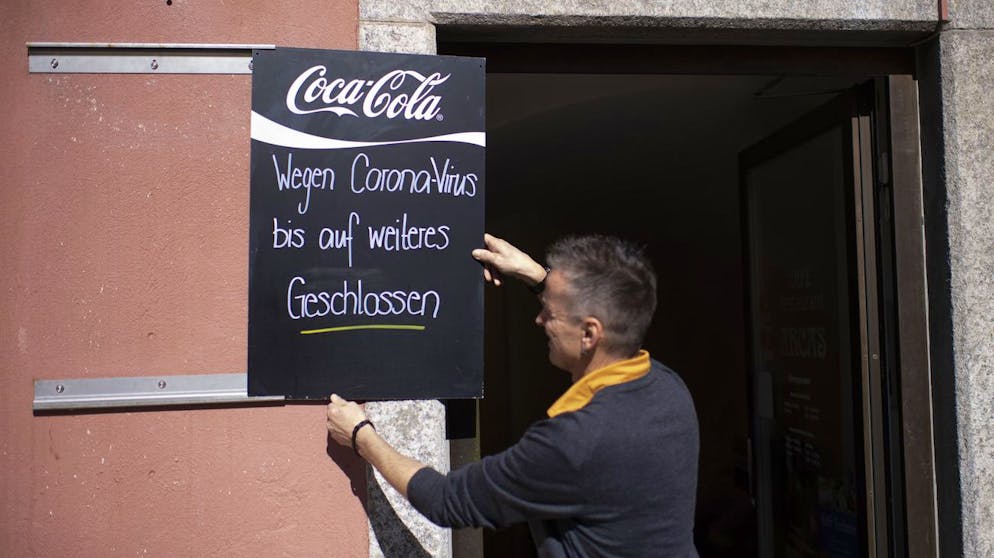 Coca-Cola®
Wegen Corona-Virus
bis auf weiteres
Geschlossen